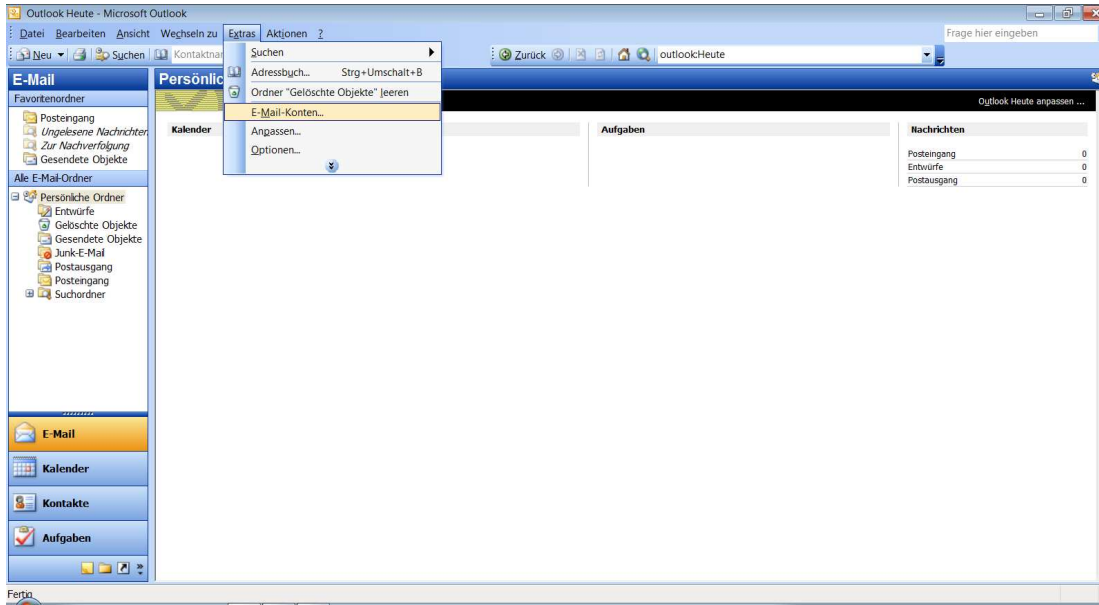 Outlook Heute - Microsoft Outlook
Datei Bearbeiten Ansicht Wechseln zu Extras Aktionen ? Frage hier eingeben
Neu Suchen Zurück outlook:Heute
Suchen
Adressbuch... Strg+Umschalt+B
Ordner "Gelöschte Objekte" leeren
E-Mail-Konten...
Anpassen...
Optionen...
E-Mail
Favoritenordner
Posteingang
Ungelesene Nachrichten
Zur Nachverfolgung
Gesendete Objekte
Alle E-Mail-Ordner
Persönliche Ordner
Entwürfe
Gelöschte Objekte
Gesendete Objekte
Junk-E-Mail
Postausgang
Posteingang
Suchordner
E-Mail
Kalender
Kontakte
Aufgaben
Outlook Heute anpassen ...
Kalender Aufgaben Nachrichten
Posteingang 0
Entwürfe 0
Postausgang 0
Fertig